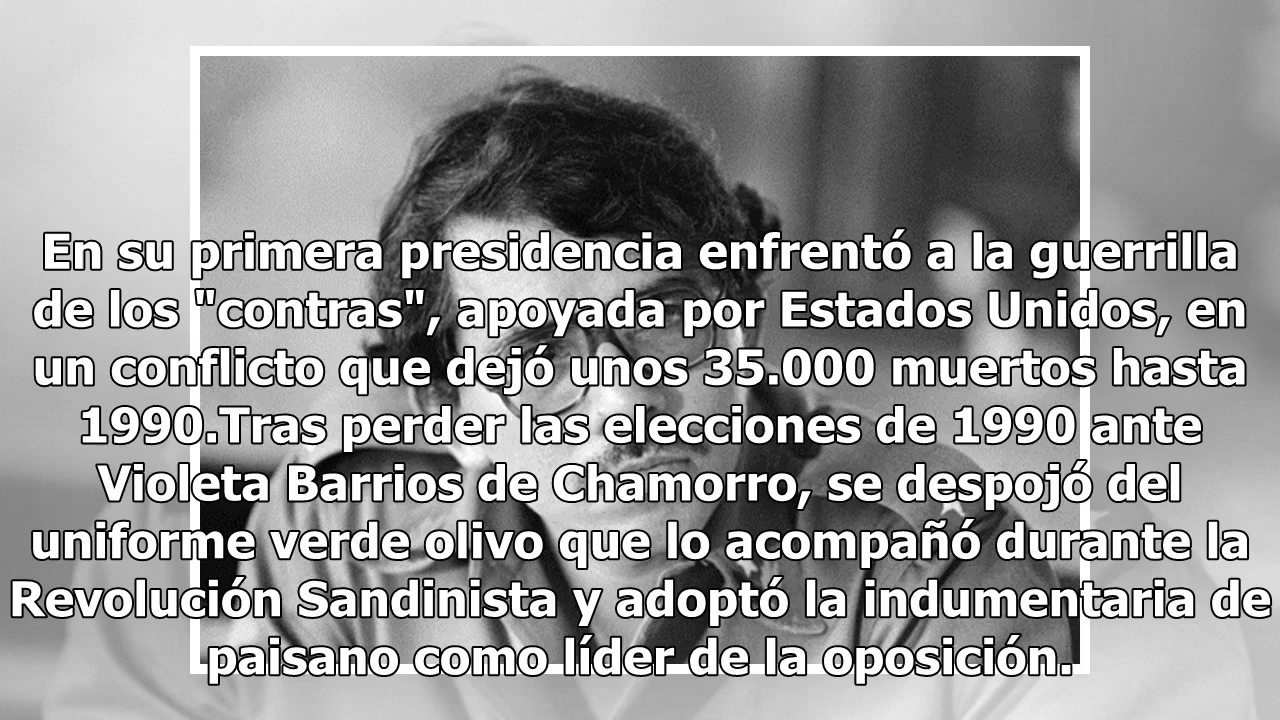 En su primera presidencia enfrentó a la guerrilla
de los "contras", apoyada por Estados Unidos, en
un conflicto que dejó unos 35.000 muertos hasta
1990.Tras perder las elecciones de 1990 ante
Violeta Barrios de Chamorro, se despojó del
uniforme verde olivo que lo acompañó durante la
Revolución Sandinista y adoptó la indumentaria de
paisano como líder de la oposición.